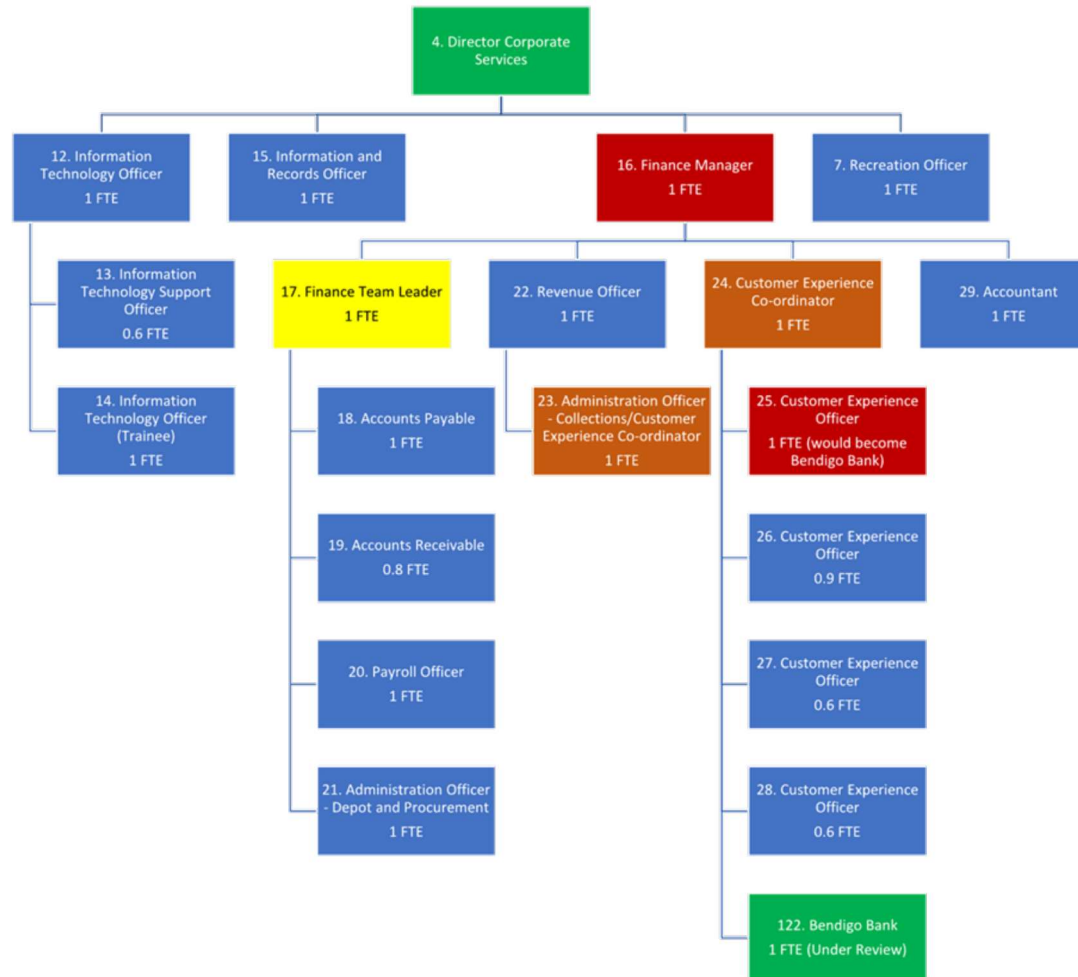 4. Director Corporate
Services
12. Information
Technology Officer
1 FTE
15. Information and
Records Officer
1 FTE
16. Finance Manager
1 FTE
7. Recreation Officer
1 FTE
13. Information
Technology Support
Officer
0.6 FTE
17. Finance Team Leader
1 FTE
22. Revenue Officer
1 FTE
24. Customer Experience
Co-ordinator
1 FTE
29. Accountant
1 FTE
14. Information
Technology Officer
(Trainee)
1 FTE
18. Accounts Payable
1 FTE
23. Administration Officer
- Collections/Customer
Experience Co-ordinator
1 FTE
25. Customer Experience
Officer
1 FTE (would become
Bendigo Bank)
19. Accounts Receivable
0.8 FTE
26. Customer Experience
Officer
0.9 FTE
20. Payroll Officer
1 FTE
27. Customer Experience
Officer
0.6 FTE
21. Administration Officer
- Depot and Procurement
1 FTE
28. Customer Experience
Officer
0.6 FTE
122. Bendigo Bank
1 FTE (Under Review)